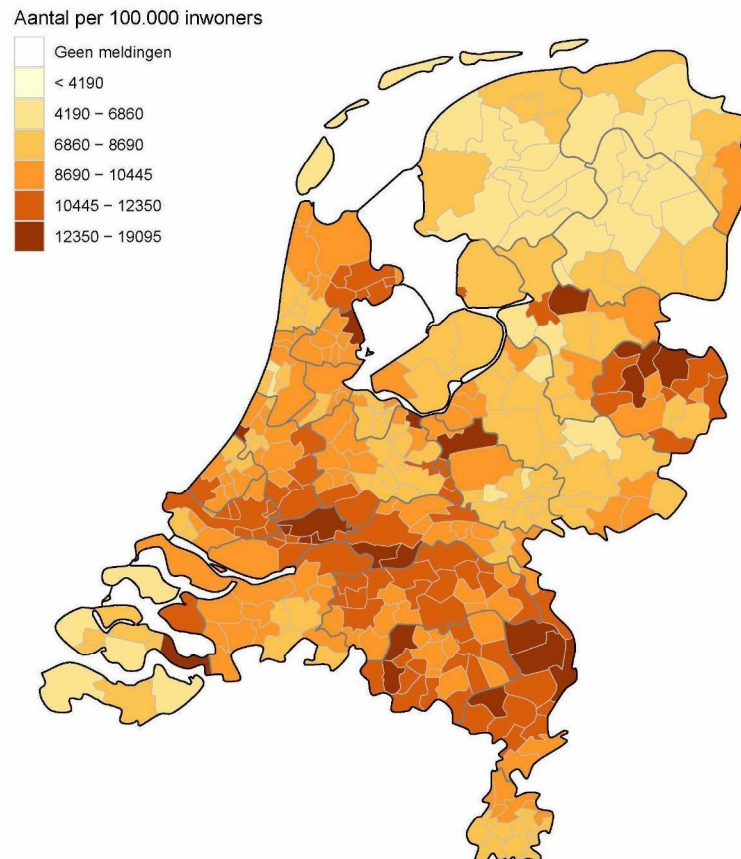 Aantal per 100.000 inwoners
Geen meldingen
< 4190
4190 − 6860
6860 − 8690
8690 − 10445
10445 − 12350
12350 − 19095